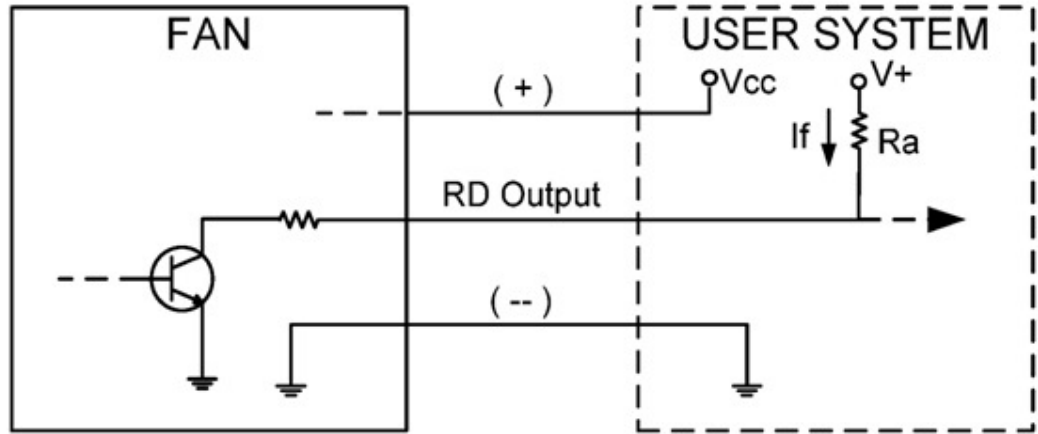 FAN
USER SYSTEM
( + )
Vcc
V+
If
Ra
RD Output
( -- )